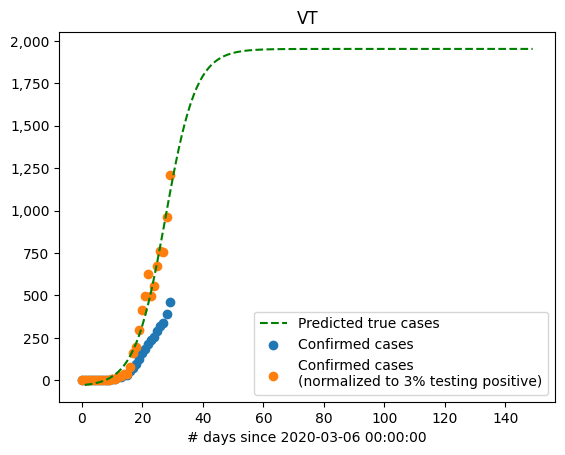 VT
2,000
1,750
1,500
1,250
1,000
750
500
250
0
0 20 40 60 80 100 120 140
# days since 2020-03-06 00:00:00
Predicted true cases
Confirmed cases
Confirmed cases
(normalized to 3% testing positive)